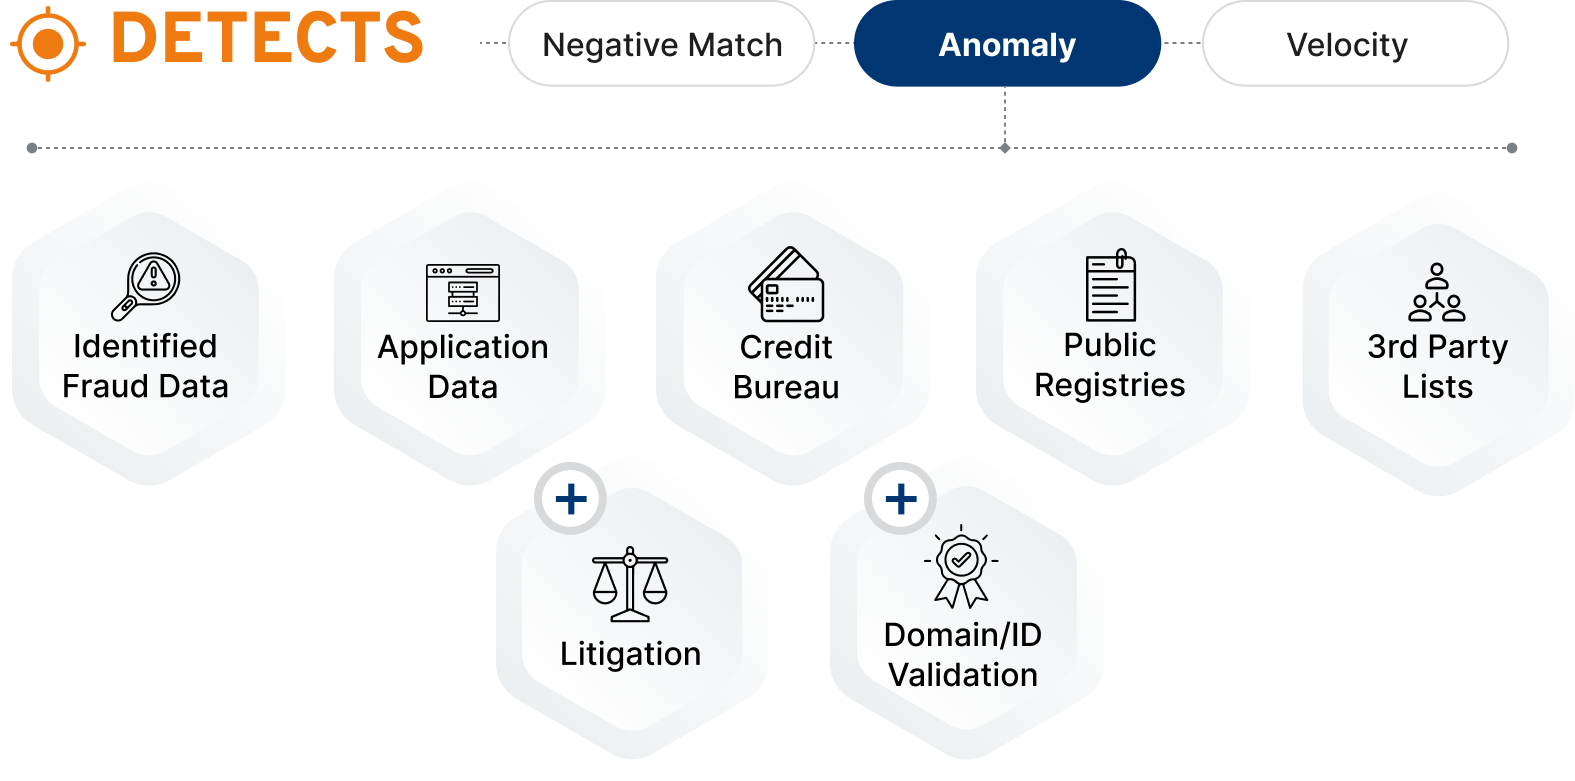 DETECTS
Negative Match
Anomaly
Velocity
Identified
Fraud Data
Application
Data
Credit
Bureau
Public
Registries
3rd Party
Lists
Litigation
Domain/ID
Validation